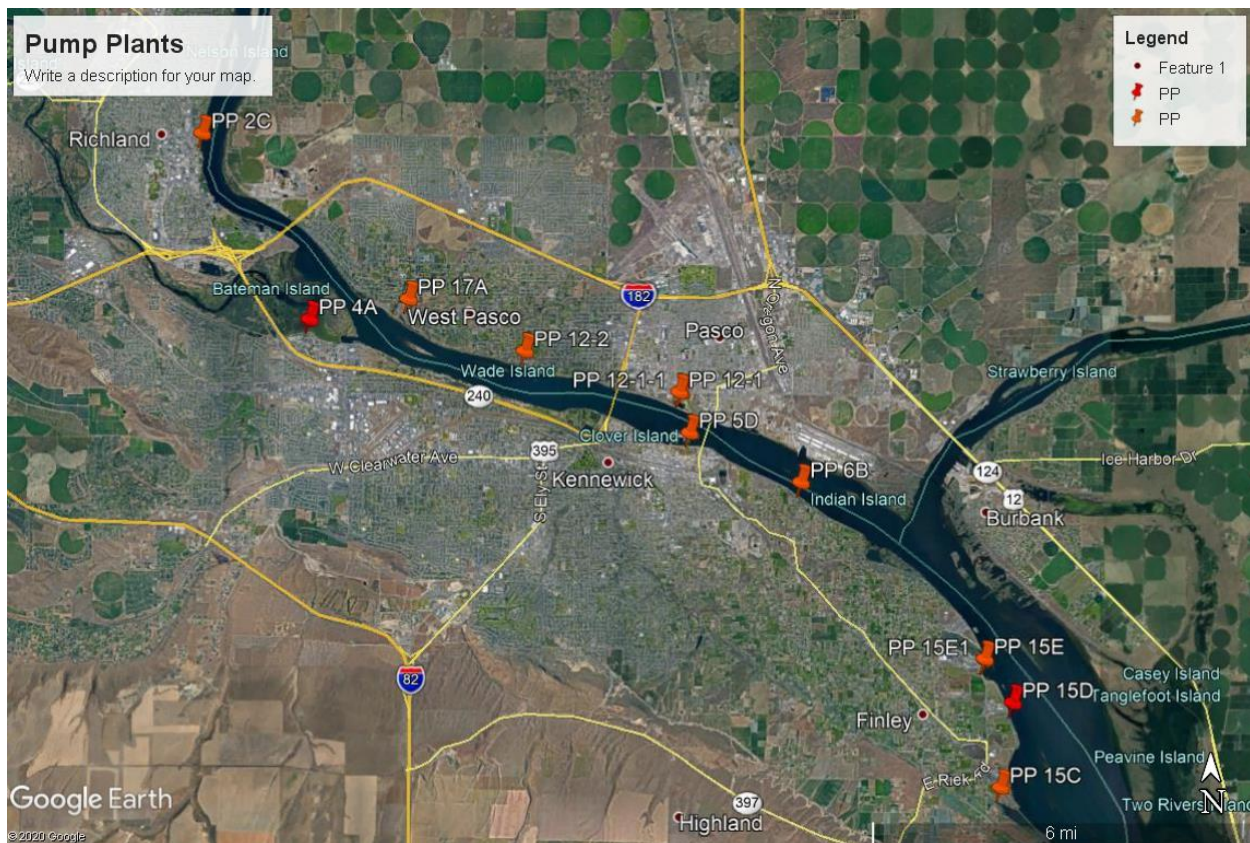 Pump Plants
Write a description for your map.
Nelson Island
Legend
Feature 1
PP
PP
Richland
PP 2C
Bateman Island
PP 4A
PP 17A
West Pasco
182
N Oregon Ave
Pasco
PP 12-2
Wade Island
240
PP 12-1-1
PP 12-1
Strawberry Island
Clover Island
PP 5D
395
W Clearwater Ave
Kennewick
S Ely St
PP 6B
Indian Island
124
Ice Harbor Dr
12
Burbank
PP 15E1
PP 15E
82
Casey Island
Tanglefoot Island
PP 15D
Finley
Peavine Island
E Riek Rd
PP 15C
Two Rivers Island
N
397
Highland
Google Earth
© 2020 Google
6 mi